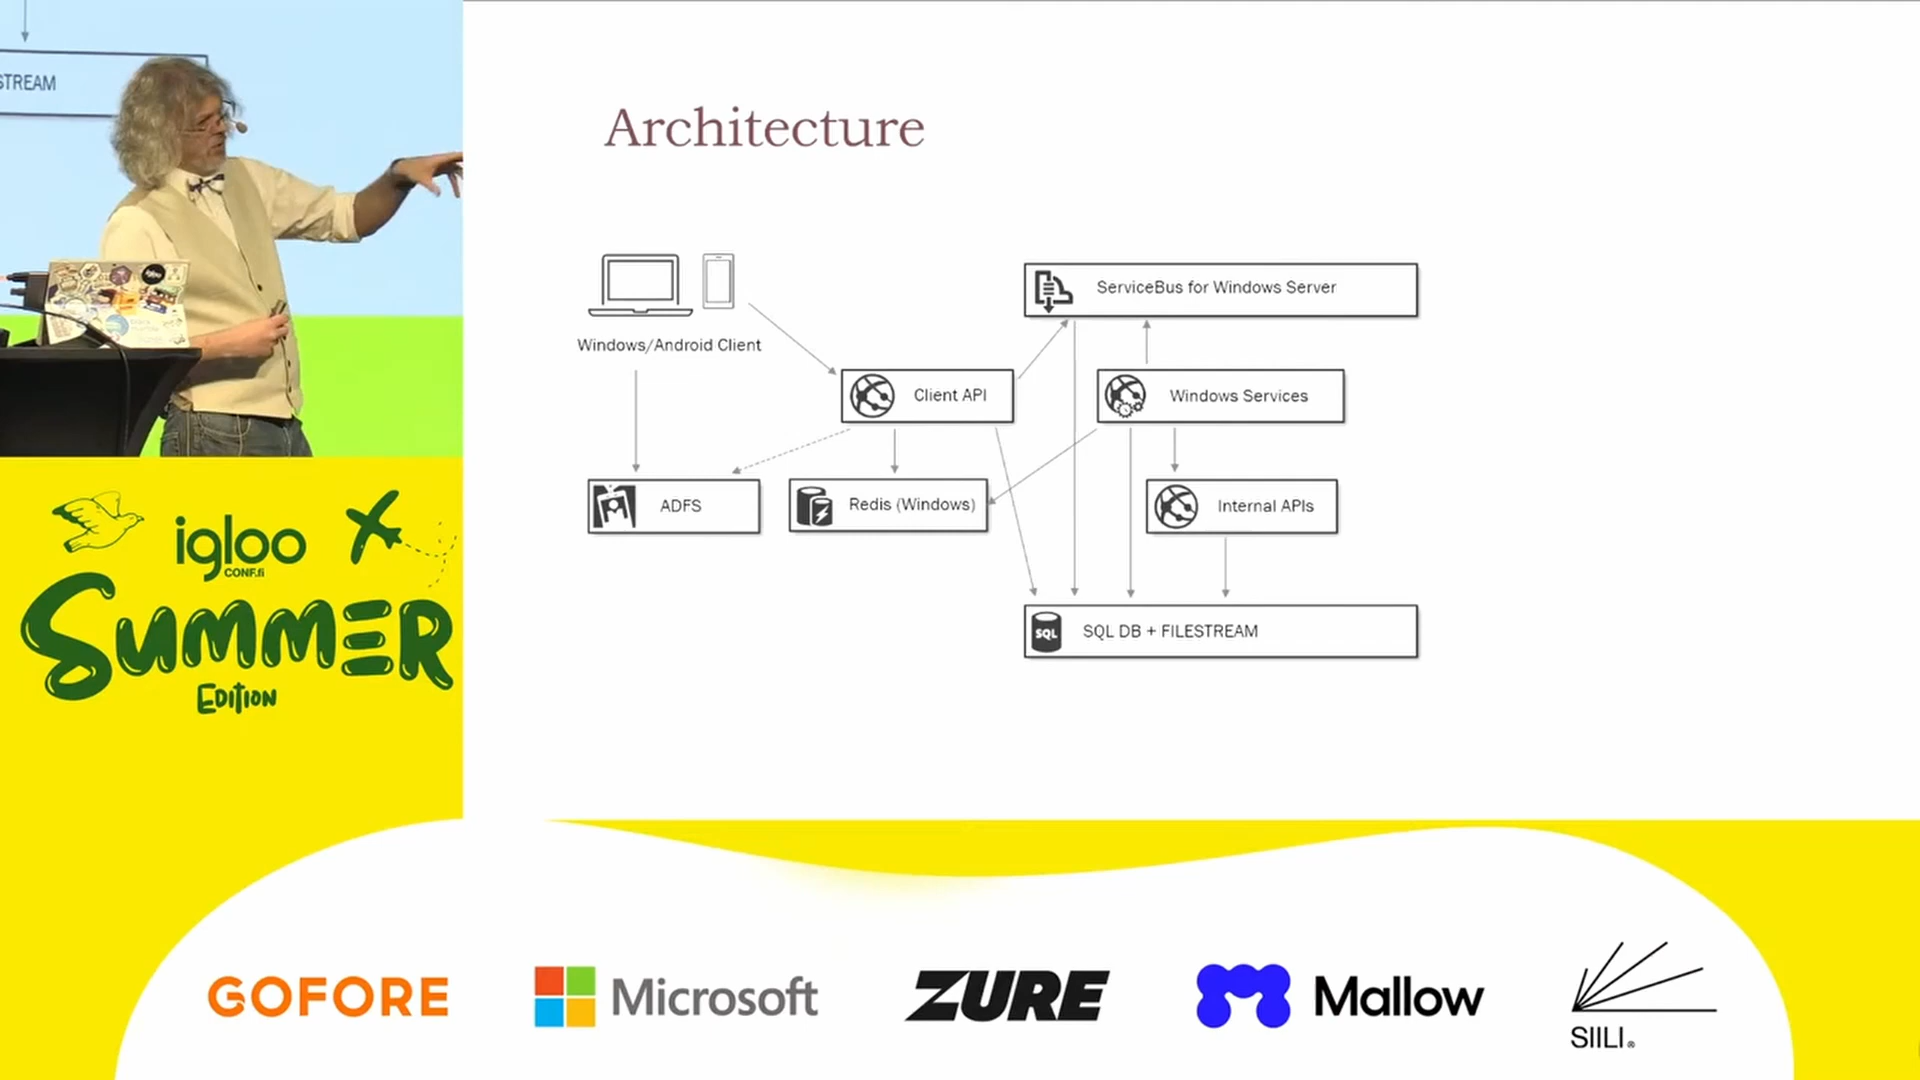 STREAM
Architecture
ServiceBus for Windows Server
Windows/Android Client
Client API
Windows Services
ADFS
Redis (Windows)
Internal APIs
SQL
SQL DB + FILESTREAM
igloo
CONF.fi
SUMMER
EDITION
GOFORE
Microsoft
ZURE
Mallow
SIILI®